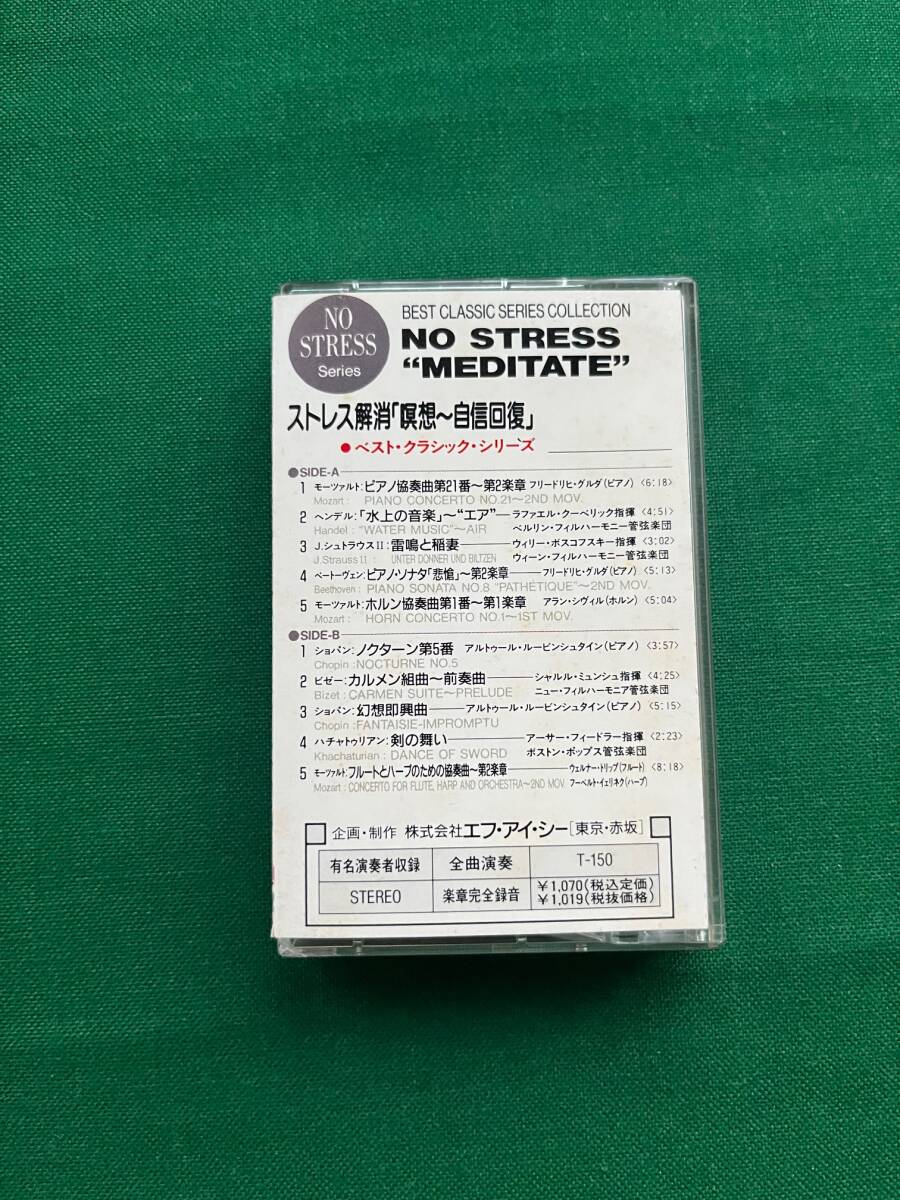 NO
STRESS
Series
BEST CLASSIC SERIES COLLECTION
NO STRESS
“MEDITATE”
ストレス解消「瞑想〜自信回復」
●ベスト・クラシック・シリーズ
●SIDE-A
1 モーツァルト:ピアノ協奏曲第21番〜第2楽章 フリードリヒ・グルダ(ピアノ)〈6:18〉
Mozart: PIANO CONCERTO NO.21〜2ND MOV.
2 ヘンデル:「水上の音楽」〜“エア” ラファエル・クーベリック指揮〈4:51〉
Handel: “WATER MUSIC”〜AIR ベルリン・フィルハーモニー管弦楽団
3 J.シュトラウスII:雷鳴と稲妻 ウィリー・ボスコフスキー指揮〈3:02〉
J.Strauss II: UNTER DONNER UND BILTZEN ウィーン・フィルハーモニー管弦楽団
4 ベートーヴェン:ピアノ・ソナタ「悲愴」〜第2楽章 フリードリヒ・グルダ(ピアノ)〈5:13〉
Beethoven: PIANO SONATA NO.8 “PATHÉTIQUE”〜2ND MOV.
5 モーツァルト:ホルン協奏曲第1番〜第1楽章 アラン・シヴィル(ホルン)〈5:04〉
Mozart: HORN CONCERTO NO.1〜1ST MOV.
●SIDE-B
1 ショパン:ノクターン第5番 アルトゥール・ルービンシュタイン(ピアノ)〈3:57〉
Chopin:NOCTURNE NO.5
2 ビゼー:カルメン組曲〜前奏曲 シャルル・ミュンシュ指揮〈4:25〉
Bizet:CARMEN SUITE〜PRELUDE ニュー・フィルハーモニア管弦楽団
3 ショパン:幻想即興曲 アルトゥール・ルービンシュタイン(ピアノ)〈5:15〉
Chopin:FANTAISIE-IMPROMPTU
4 ハチャトゥリアン:剣の舞い アーサー・フィードラー指揮〈2:23〉
Khachaturian:DANCE OF SWORD ボストン・ポップス管弦楽団
5 モーツァルト:フルートとハープのための協奏曲〜第2楽章 ウェルナー・トリップ(フルート)〈8:18〉
Mozart:CONCERTO FOR FLUTE, HARP AND ORCHESTRA〜2ND MOV. フーベルト・イェリネク(ハープ)
企画・制作 株式会社エフ・アイ・シー[東京・赤坂]
有名演奏者収録 全曲演奏 T-150
STEREO 楽章完全録音 ￥1,070(税込定価)
￥1,019(税抜価格)